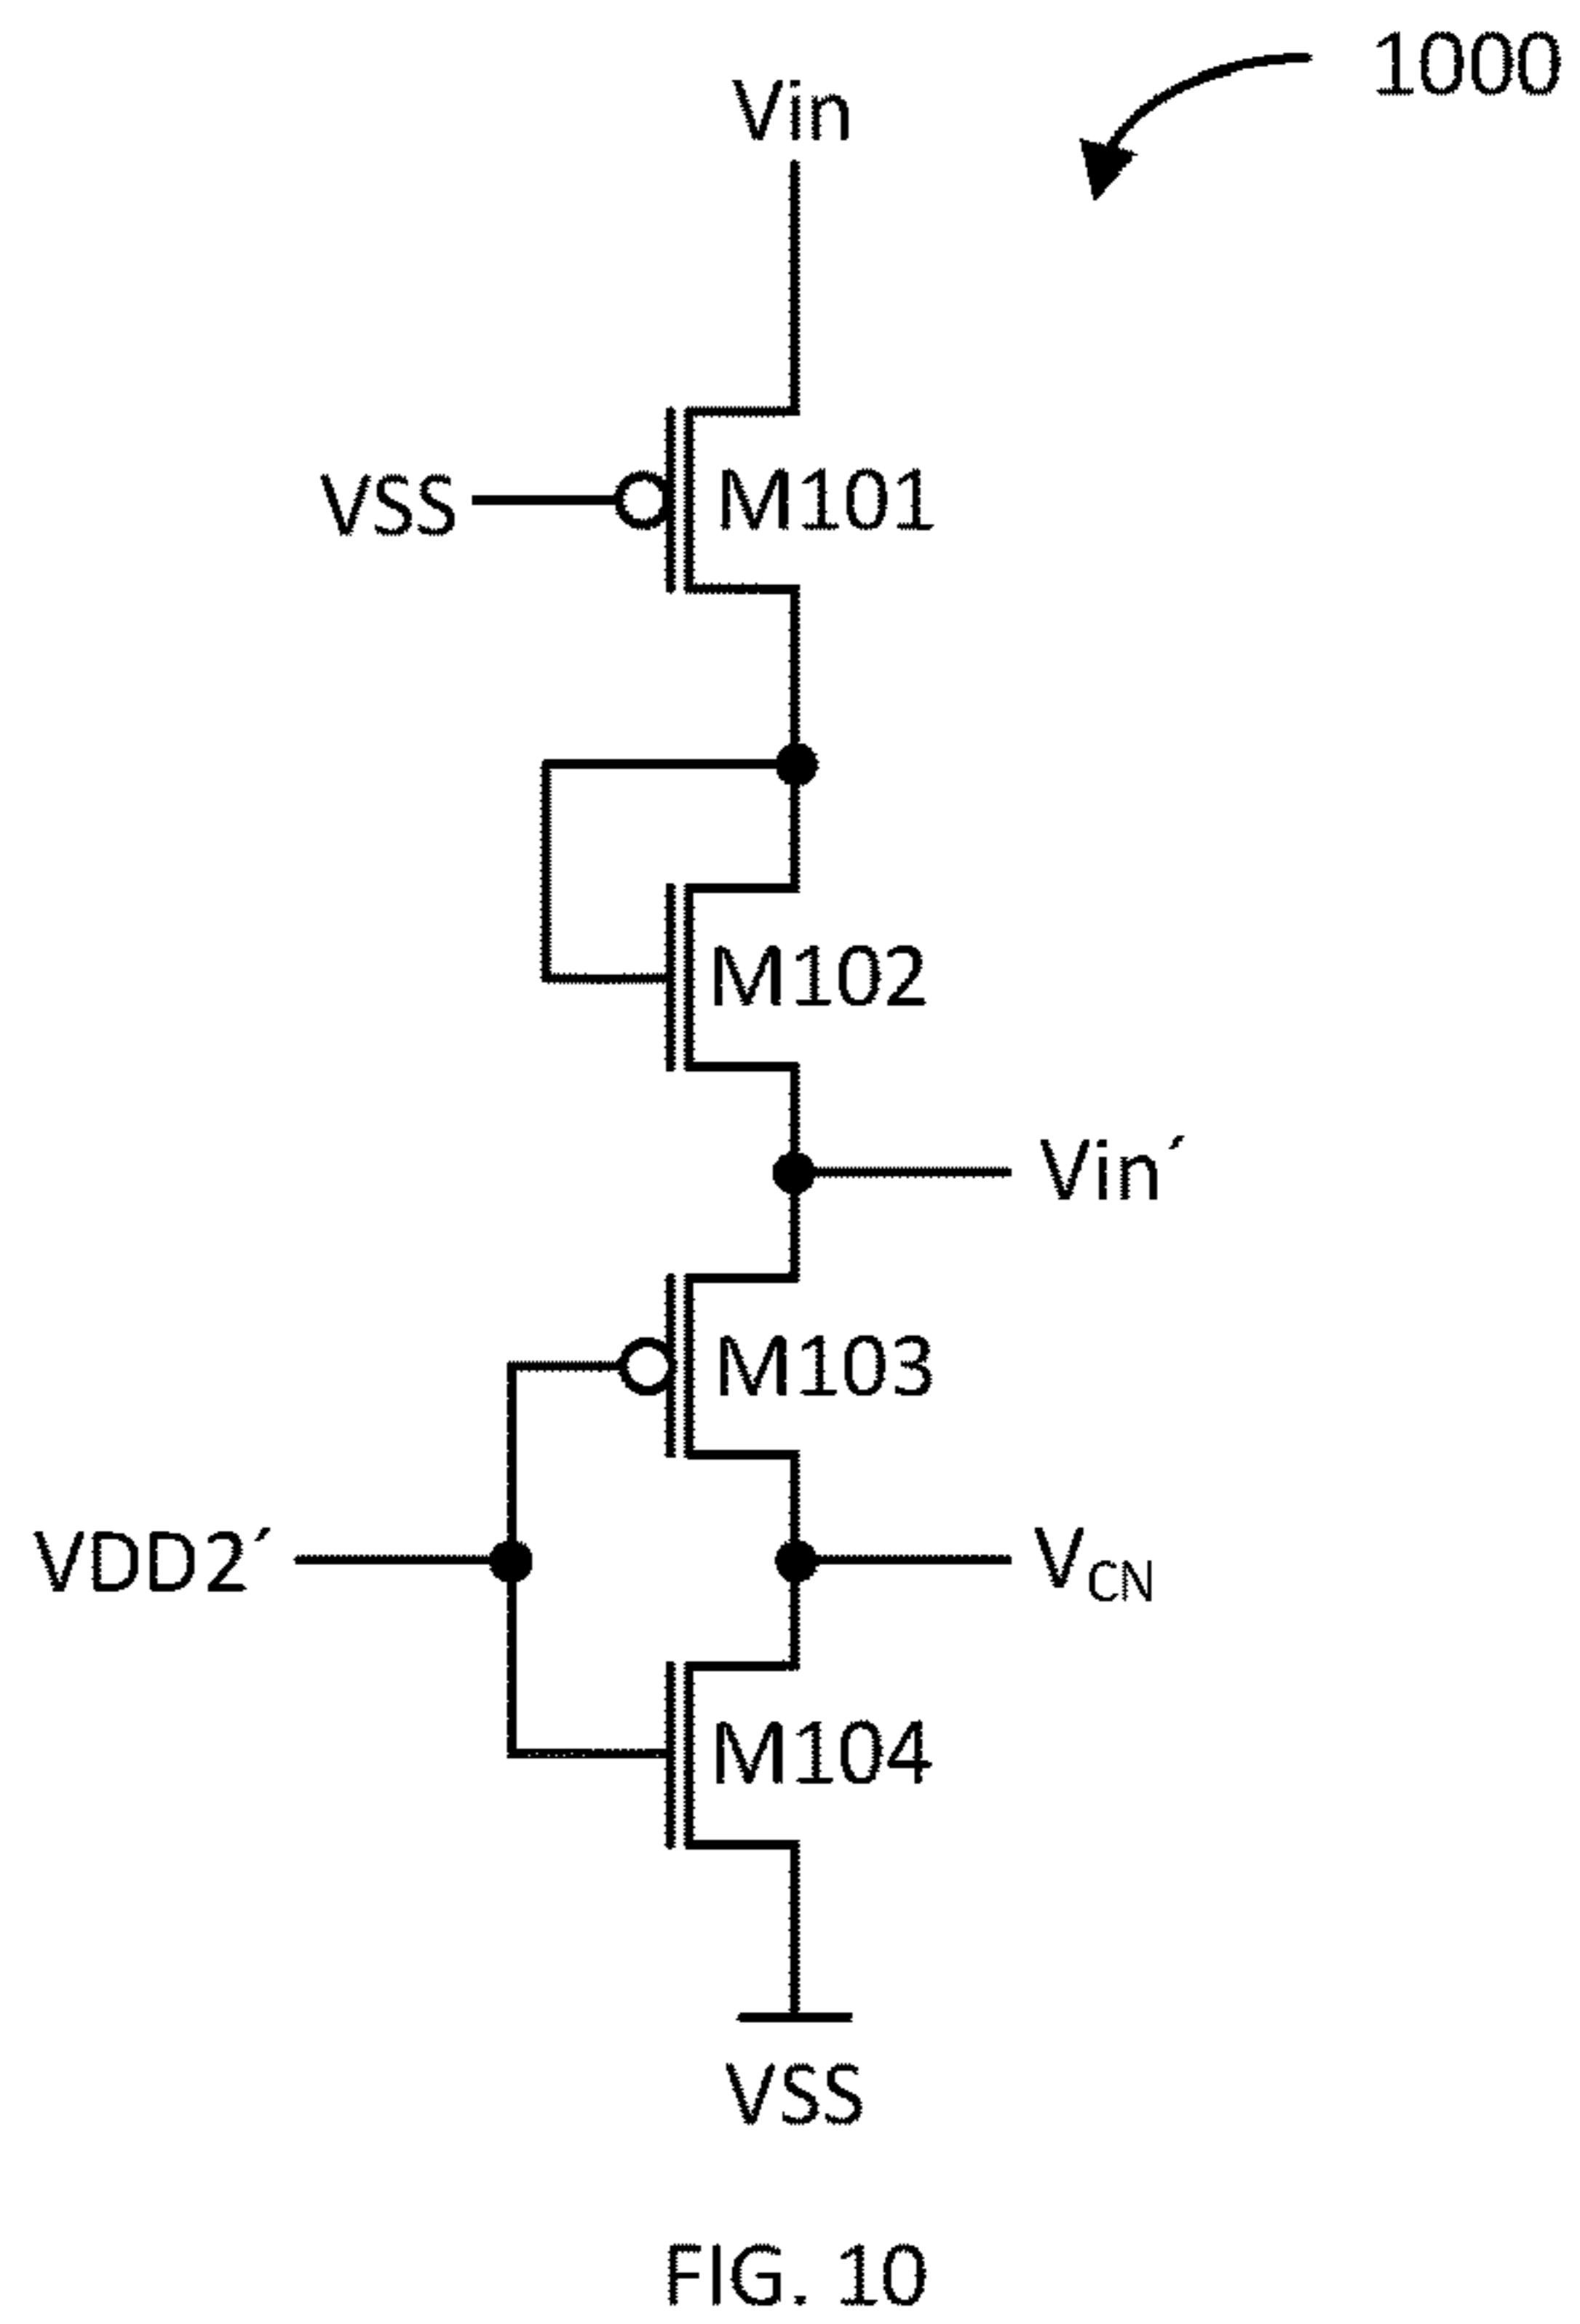 1000
Vin
VSS
M101
M102
Vin´
M103
VDD2´
VCN
M104
VSS
FIG. 10